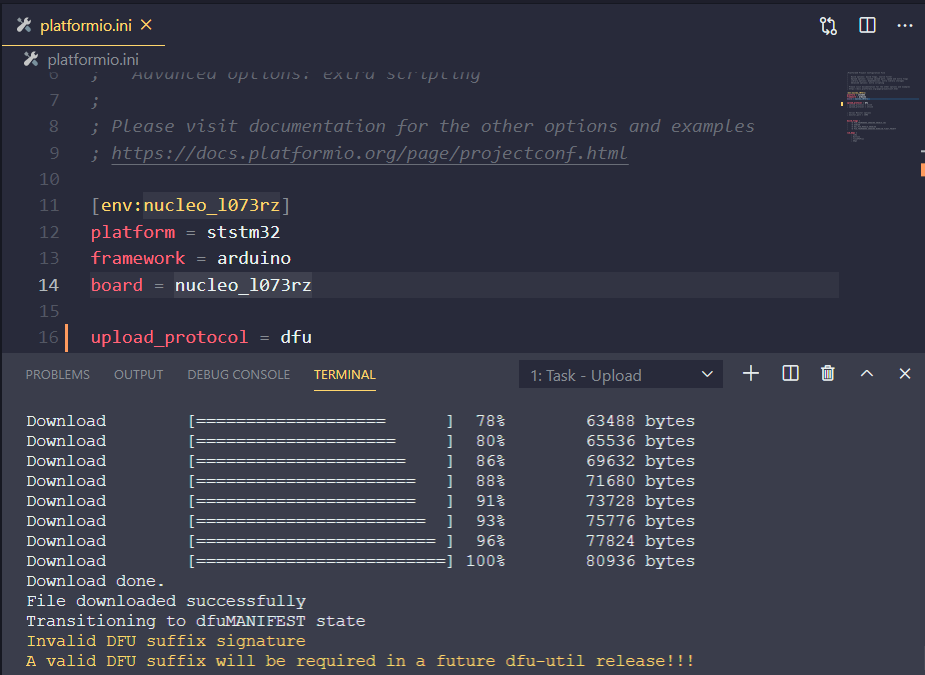 platformio.ini
platformio.ini
6 ; Advanced options: extra scripting
7 ;
8 ; Please visit documentation for the other options and examples
9 ; https://docs.platformio.org/page/projectconf.html
10
11 [env:nucleo_l073rz]
12 platform = ststm32
13 framework = arduino
14 board = nucleo_l073rz
15
16 upload_protocol = dfu
PROBLEMS OUTPUT DEBUG CONSOLE TERMINAL 1: Task - Upload
Download [=================== ] 78% 63488 bytes
Download [==================== ] 80% 65536 bytes
Download [===================== ] 86% 69632 bytes
Download [====================== ] 88% 71680 bytes
Download [====================== ] 91% 73728 bytes
Download [======================= ] 93% 75776 bytes
Download [======================== ] 96% 77824 bytes
Download [=========================] 100% 80936 bytes
Download done.
File downloaded successfully
Transitioning to dfuMANIFEST state
Invalid DFU suffix signature
A valid DFU suffix will be required in a future dfu-util release!!!